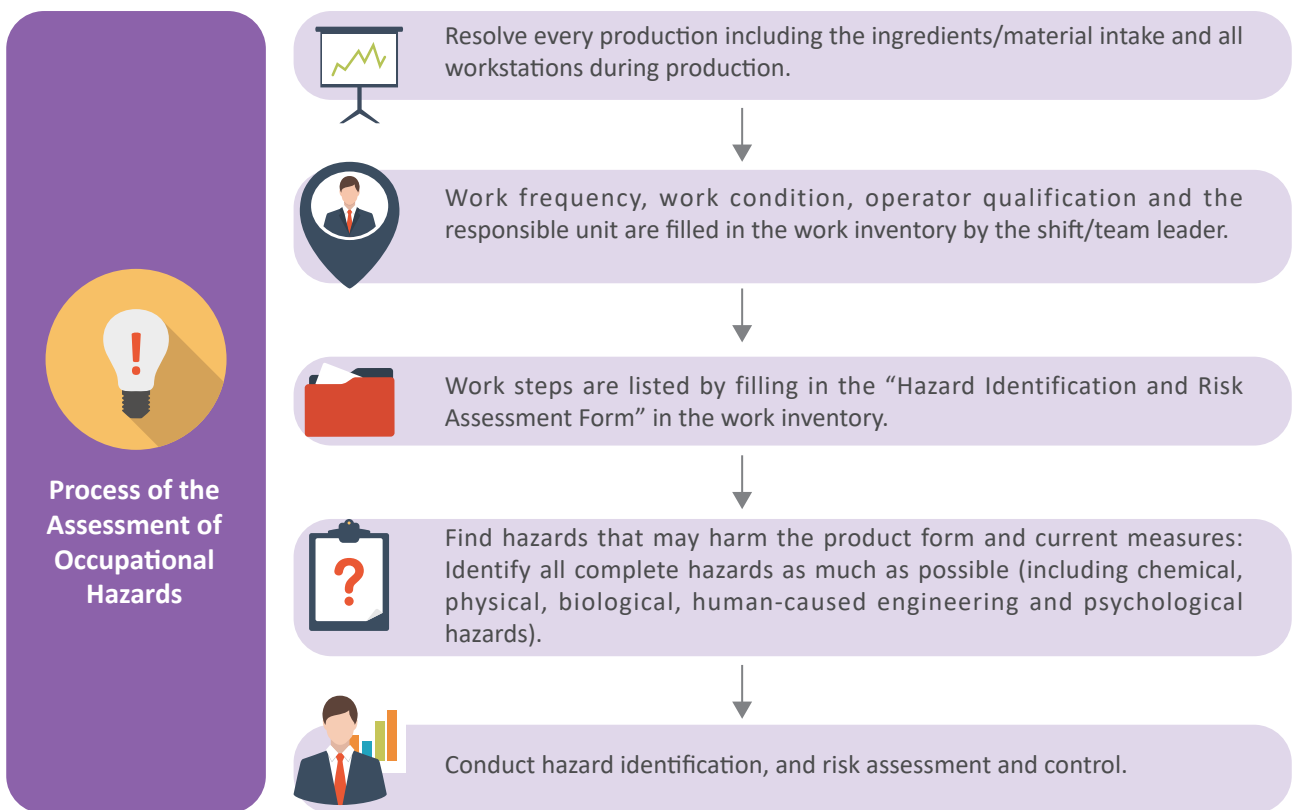 Process of the
Assessment of
Occupational
Hazards
Resolve every production including the ingredients/material intake and all
workstations during production.
Work frequency, work condition, operator qualification and the
responsible unit are filled in the work inventory by the shift/team leader.
Work steps are listed by filling in the “Hazard Identification and Risk
Assessment Form” in the work inventory.
Find hazards that may harm the product form and current measures:
Identify all complete hazards as much as possible (including chemical,
physical, biological, human-caused engineering and psychological
hazards).
Conduct hazard identification, and risk assessment and control.